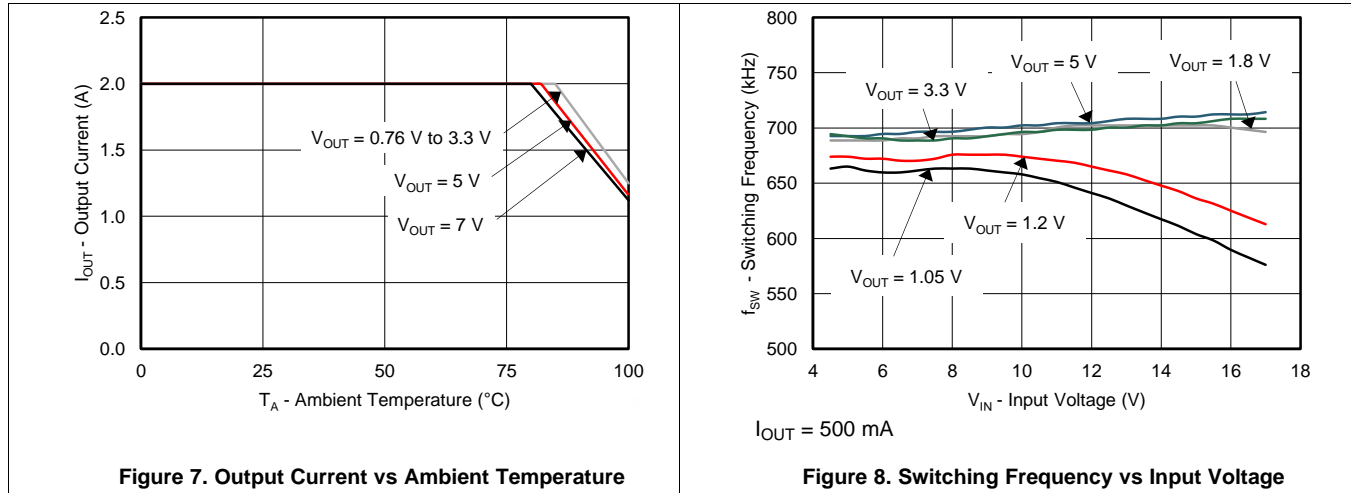 2.5
2.0
1.5
1.0
0.5
0.0
I_OUT - Output Current (A)
V_OUT = 0.76 V to 3.3 V
V_OUT = 5 V
V_OUT = 7 V
0 25 50 75 100
T_A - Ambient Temperature (°C)
Figure 7. Output Current vs Ambient Temperature
800
750
700
650
600
550
500
f_SW - Switching Frequency (kHz)
V_OUT = 5 V
V_OUT = 1.8 V
V_OUT = 3.3 V
V_OUT = 1.2 V
V_OUT = 1.05 V
4 6 8 10 12 14 16 18
V_IN - Input Voltage (V)
I_OUT = 500 mA
Figure 8. Switching Frequency vs Input Voltage